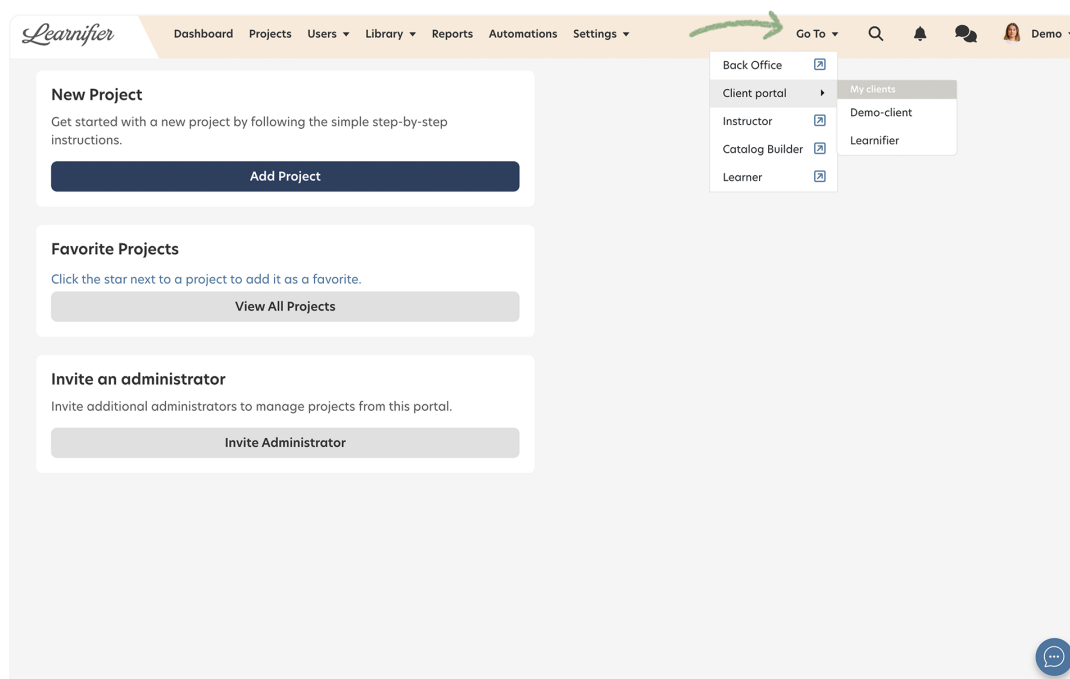 Learnifier
Dashboard Projects Users Library Reports Automations Settings Go To Demo
Back Office
Client portal
Instructor
Catalog Builder
Learner
My clients
Demo-client
Learnifier
New Project
Get started with a new project by following the simple step-by-step
instructions.
Add Project
Favorite Projects
Click the star next to a project to add it as a favorite.
View All Projects
Invite an administrator
Invite additional administrators to manage projects from this portal.
Invite Administrator